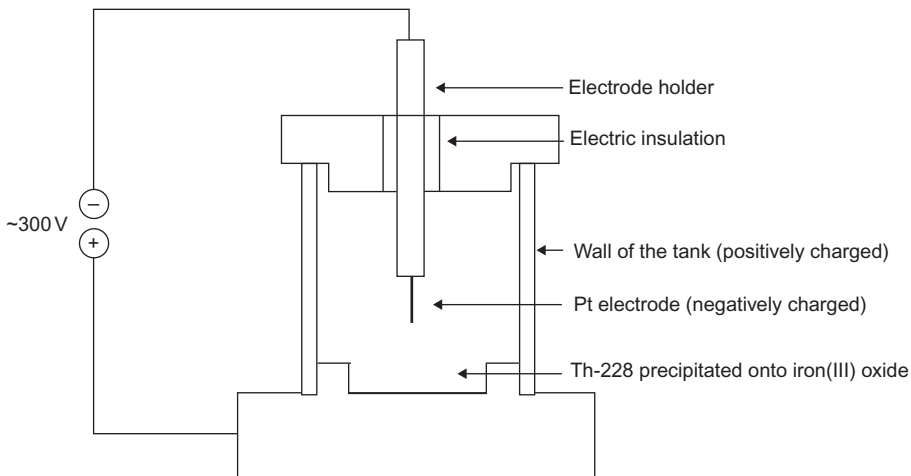 Electrode holder
Electric insulation
−
~300 V
+
Wall of the tank (positively charged)
Pt electrode (negatively charged)
Th-228 precipitated onto iron(III) oxide